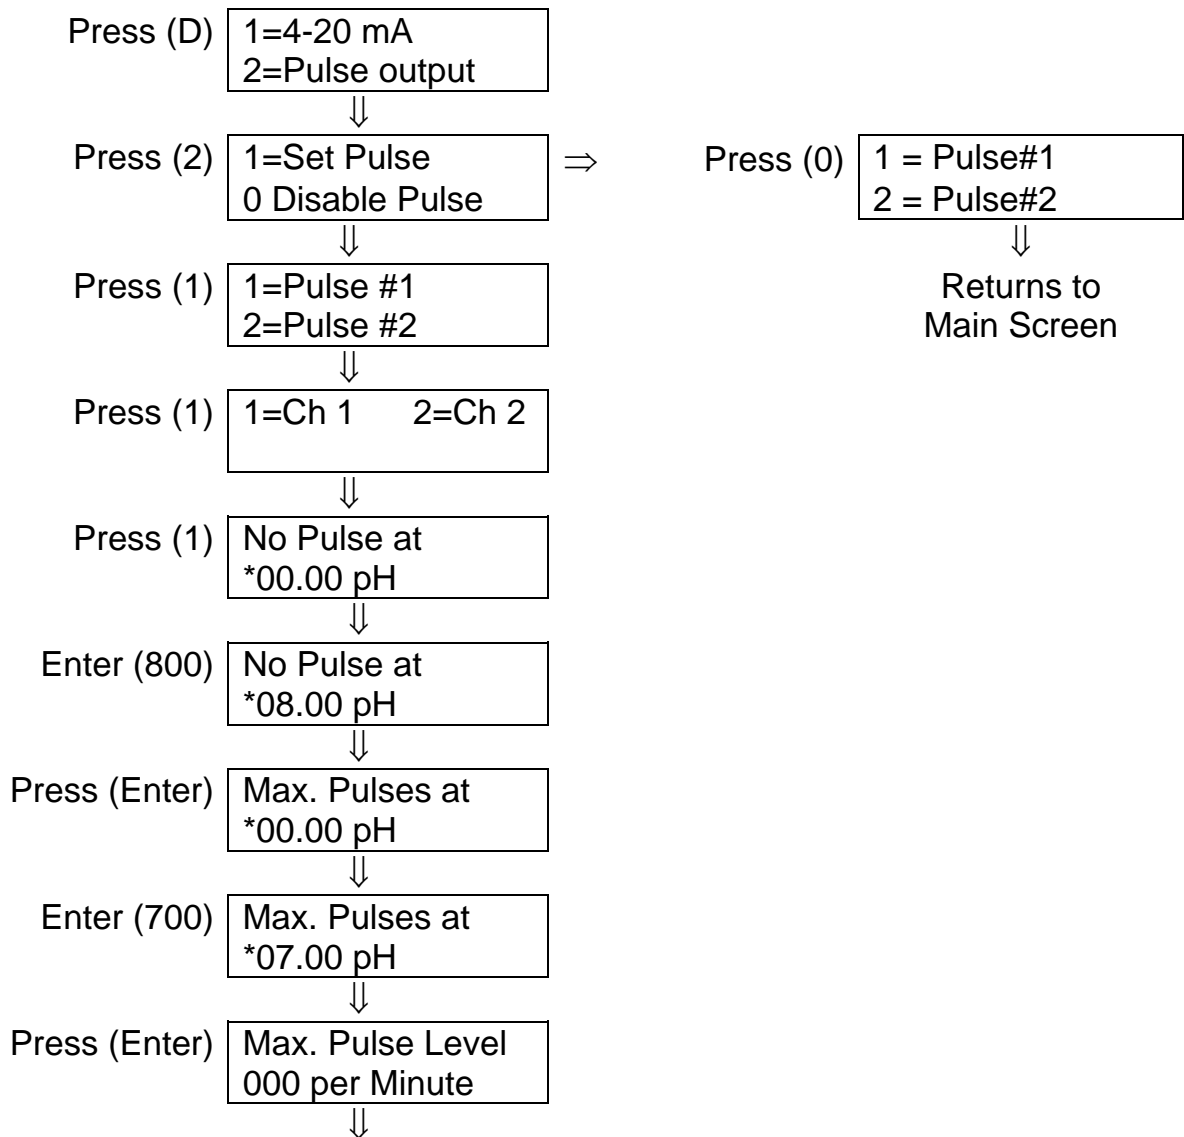 Press (D) 1=4-20 mA
2=Pulse output
⇓
Press (2) 1=Set Pulse ⇒ Press (0) 1 = Pulse#1
0 Disable Pulse 2 = Pulse#2
⇓ ⇓
Press (1) 1=Pulse #1 Returns to
2=Pulse #2 Main Screen
⇓
Press (1) 1=Ch 1 2=Ch 2
⇓
Press (1) No Pulse at
*00.00 pH
⇓
Enter (800) No Pulse at
*08.00 pH
⇓
Press (Enter) Max. Pulses at
*00.00 pH
⇓
Enter (700) Max. Pulses at
*07.00 pH
⇓
Press (Enter) Max. Pulse Level
000 per Minute
⇓